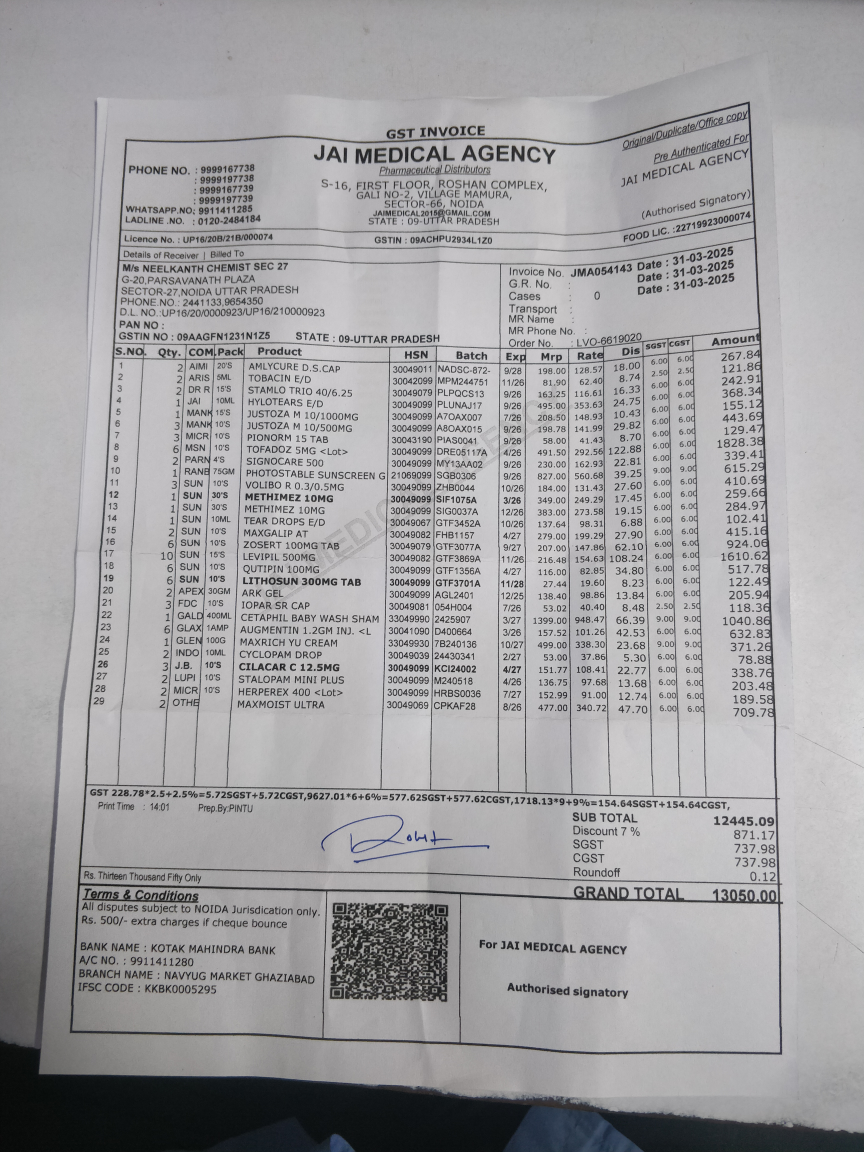 GST INVOICE
Original/Duplicate/Office copy
JAI MEDICAL AGENCY
Pharmaceutical Distributors
Pre Authenticated For
JAI MEDICAL AGENCY
PHONE NO. : 9999167738
: 9999197738
: 9999167739
: 9999197739
WHATSAPP.NO: 9911411285
LADLINE .NO. : 0120-2484184
S-16, FIRST FLOOR, ROSHAN COMPLEX,
GALI NO-2, VILLAGE MAMURA,
SECTOR-66, NOIDA
JAIMEDICAL2015@GMAIL.COM
STATE : 09-UTTAR PRADESH
(Authorised Signatory)
Licence No. : UP16/20B/21B/000074 GSTIN : 09ACHPU2934L1Z0 FOOD LIC. :22719923000074
Details of Receiver | Billed To
M/s NEELKANTH CHEMIST SEC 27
G-20,PARSAVANATH PLAZA
SECTOR-27,NOIDA UTTAR PRADESH
PHONE.NO. : 2441133,9654350
D.L. NO. :UP16/20/0000923/UP16/210000923
PAN NO :
GSTIN NO : 09AAGFN1231N1Z5 STATE : 09-UTTAR PRADESH
Invoice No. JMA054143 Date : 31-03-2025
G.R. No. : Date : 31-03-2025
Cases : 0 Date : 31-03-2025
Transport :
MR Name :
MR Phone No. :
Order No. : LVO-6619020
S.NO. Qty. COM. Pack Product HSN Batch Exp Mrp Rate Dis SGST CGST Amount
1 2 AIMI 20'S AMLYCURE D.S.CAP 30049011 NADSC-872- 9/28 198.00 128.57 18.00 6.00 6.00 267.84
2 2 ARIS 5ML TOBACIN E/D 30042099 MPM244751 11/26 81.90 62.40 8.74 2.50 2.50 121.86
3 2 DR R 15'S STAMLO TRIO 40/6.25 30049079 PLPQCS13 9/26 163.25 116.61 16.33 6.00 6.00 242.91
4 1 JAI 10ML HYLOTEARS E/D 30049099 PLUNAJ17 9/26 495.00 353.63 24.75 6.00 6.00 368.34
5 1 MANK 15'S JUSTOZA M 10/1000MG 30049099 A7OAX007 7/26 208.50 148.93 10.43 6.00 6.00 155.12
6 3 MANK 10'S JUSTOZA M 10/500MG 30049099 A8OAX015 9/26 198.78 141.99 29.82 6.00 6.00 443.69
7 3 MICR 10'S PIONORM 15 TAB 30043190 PIAS0041 9/26 58.00 41.43 8.70 6.00 6.00 129.47
8 6 MSN 10'S TOFADOZ 5MG <Lot> 30049099 DRE05117A 4/26 491.50 292.56 122.88 6.00 6.00 1828.38
9 2 PARN 4'S SIGNOCARE 500 30049099 MY13AA02 9/26 230.00 162.93 22.81 6.00 6.00 339.41
10 1 RANB 75GM PHOTOSTABLE SUNSCREEN G 21069099 SGB0306 9/26 827.00 560.68 39.25 9.00 9.00 615.29
11 3 SUN 10'S VOLIBO R 0.3/0.5MG 30049099 ZHB0044 10/26 184.00 131.43 27.60 6.00 6.00 410.69
12 1 SUN 30'S METHIMEZ 10MG 30049099 SIF1075A 3/26 349.00 249.29 17.45 6.00 6.00 259.66
13 1 SUN 30'S METHIMEZ 10MG 30049099 SIG0037A 12/26 383.00 273.58 19.15 6.00 6.00 284.97
14 1 SUN 10ML TEAR DROPS E/D 30049067 GTF3452A 10/26 137.64 98.31 6.88 6.00 6.00 102.41
15 2 SUN 10'S MAXGALIP AT 30049082 FHB1157 4/27 279.00 199.29 27.90 6.00 6.00 415.16
16 6 SUN 10'S ZOSERT 100MG TAB 30049079 GTF3077A 9/27 207.00 147.86 62.10 6.00 6.00 924.06
17 10 SUN 15'S LEVIPIL 500MG 30049082 GTF3869A 11/26 216.48 154.63 108.24 6.00 6.00 1610.62
18 6 SUN 10'S QUTIPIN 100MG 30049082 GTF1356A 4/27 116.00 82.85 34.80 6.00 6.00 517.78
19 6 SUN 10'S LITHOSUN 300MG TAB 30049099 GTF3701A 11/28 27.44 19.60 8.23 6.00 6.00 122.49
20 2 APEX 30GM ARK GEL 30049099 AGL2401 12/25 138.40 98.86 13.84 6.00 6.00 205.94
21 3 FDC 10'S IOPAR SR CAP 30049081 054H004 7/26 53.02 40.40 8.48 2.50 2.50 118.36
22 1 GALD 400ML CETAPHIL BABY WASH SHAM 30049990 2425907 3/27 1399.00 948.47 66.39 9.00 9.00 1040.86
23 6 GLAX 1AMP AUGMENTIN 1.2GM INJ. <L 30041090 D400664 3/26 157.52 101.26 42.53 6.00 6.00 632.83
24 1 GLEN 100G MAXRICH YU CREAM 30049930 7B240136 10/27 499.00 338.30 23.68 9.00 9.00 371.26
25 2 INDO 10ML CYCLOPAM DROP 30049039 24430341 2/27 53.00 37.86 5.30 6.00 6.00 78.88
26 3 J.B. 10'S CILACAR C 12.5MG 30049099 KCI24002 4/27 151.77 108.41 22.77 6.00 6.00 338.76
27 2 LUPI 10'S STALOPAM MINI PLUS 30049099 M240518 4/26 136.75 97.68 13.68 6.00 6.00 203.48
28 2 MICR 10'S HERPEREX 400 <Lot> 30049099 HRBS0036 7/27 152.99 91.00 12.74 6.00 6.00 189.58
29 2 OTHE MAXMOIST ULTRA 30049069 CPKAF28 8/26 477.00 340.72 47.70 6.00 6.00 709.78
GST 228.78*2.5+2.5%=5.72SGST+5.72CGST,9627.01*6+6%=577.62SGST+577.62CGST,1718.13*9+9%=154.64SGST+154.64CGST,
Print Time : 14:01 Prep.By:PINTU
SUB TOTAL 12445.09
Discount 7 % 871.17
SGST 737.98
CGST 737.98
Roundoff 0.12
Rs. Thirteen Thousand Fifty Only
GRAND TOTAL 13050.00
Terms & Conditions
All disputes subject to NOIDA Jurisdication only.
Rs. 500/- extra charges if cheque bounce
BANK NAME : KOTAK MAHINDRA BANK
A/C NO. : 9911411280
BRANCH NAME : NAVYUG MARKET GHAZIABAD
IFSC CODE : KKBK0005295
For JAI MEDICAL AGENCY
Authorised signatory